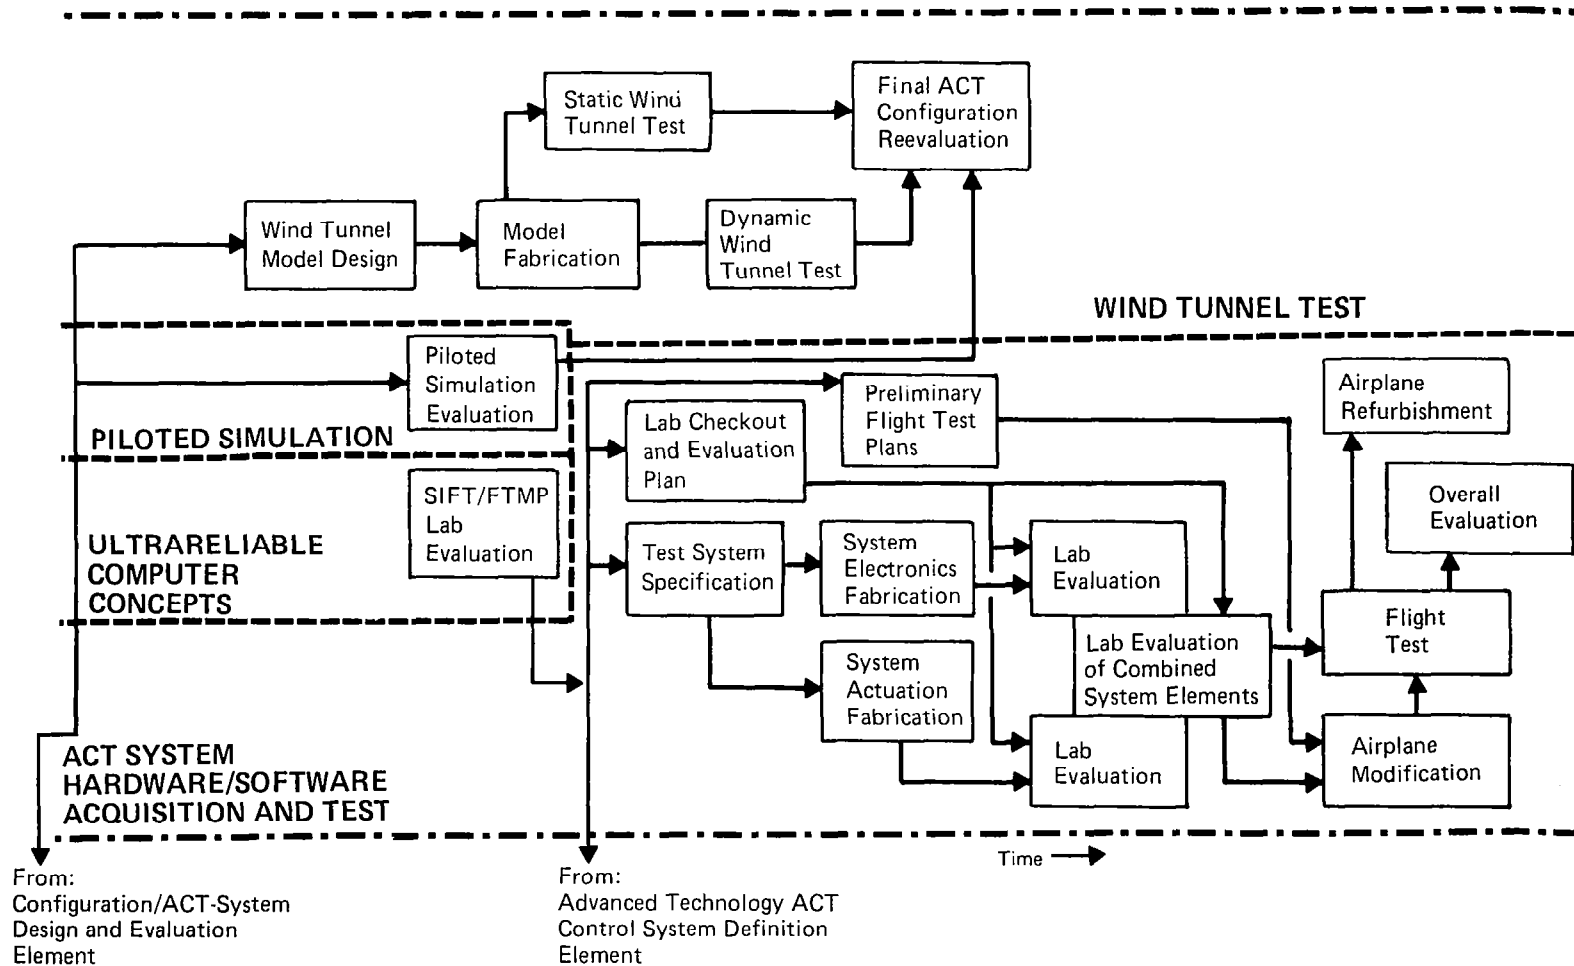 Static Wind
Tunnel Test
Final ACT
Configuration
Reevaluation
Wind Tunnel
Model Design
Model
Fabrication
Dynamic
Wind
Tunnel Test
WIND TUNNEL TEST
Piloted
Simulation
Evaluation
PILOTED SIMULATION
SIFT/FTMP
Lab
Evaluation
ULTRARELIABLE
COMPUTER
CONCEPTS
Preliminary
Flight Test
Plans
Lab Checkout
and Evaluation
Plan
Airplane
Refurbishment
Overall
Evaluation
Test System
Specification
System
Electronics
Fabrication
Lab
Evaluation
Flight
Test
Lab Evaluation
of Combined
System Elements
System
Actuation
Fabrication
Lab
Evaluation
Airplane
Modification
ACT SYSTEM
HARDWARE/SOFTWARE
ACQUISITION AND TEST
Time
From:
Configuration/ACT-System
Design and Evaluation
Element
From:
Advanced Technology ACT
Control System Definition
Element